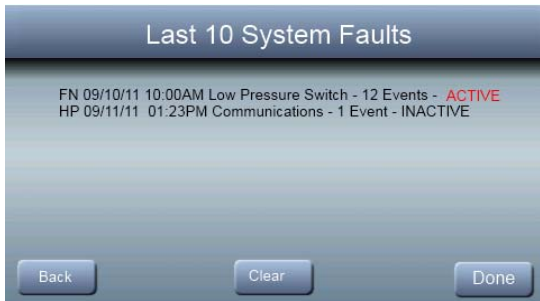 Last 10 System Faults
FN 09/10/11 10:00AM Low Pressure Switch - 12 Events - ACTIVE
HP 09/11/11 01:23PM Communications - 1 Event - INACTIVE
Back Clear Done